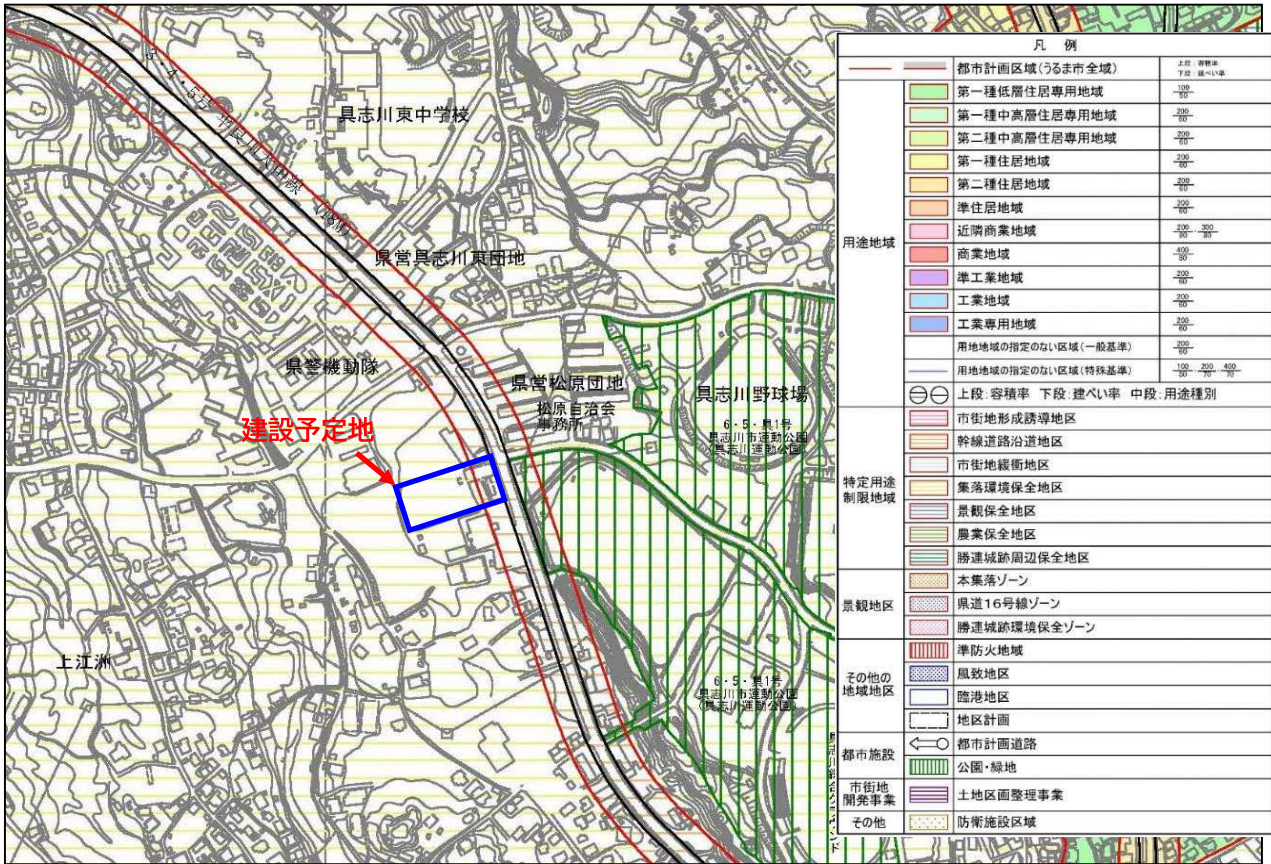 3・4・5号
具志川東中学校
県営具志川東団地
県警機動隊
県営松原団地
松原自治会
事務所
具志川野球場
6・5・具1号
具志川市運動公園
(具志川運動公園)
建設予定地
上江洲
6・5・具1号
具志川市運動公園
(具志川運動公園)
凡 例
都市計画区域(うるま市全域)
上段:容積率
下段:建ぺい率
用途地域
第一種低層住居専用地域
100
50
第一種中高層住居専用地域
200
60
第二種中高層住居専用地域
200
60
第一種住居地域
200
60
第二種住居地域
200
60
準住居地域
200
60
近隣商業地域
200 300
80 80
商業地域
400
80
準工業地域
200
60
工業地域
200
60
工業専用地域
200
60
用地地域の指定のない区域(一般基準)
200
60
用地地域の指定のない区域(特殊基準)
100 200 400
50 70 70
上段:容積率 下段:建ぺい率 中段:用途種別
特定用途
制限地域
市街地形成誘導地区
幹線道路沿道地区
市街地緩衝地区
集落環境保全地区
景観保全地区
農業保全地区
勝連城跡周辺保全地区
景観地区
本集落ゾーン
県道16号線ゾーン
勝連城跡環境保全ゾーン
その他の
地域地区
準防火地域
風致地区
臨港地区
地区計画
都市施設
都市計画道路
公園・緑地
市街地
開発事業
土地区画整理事業
その他
防衛施設区域